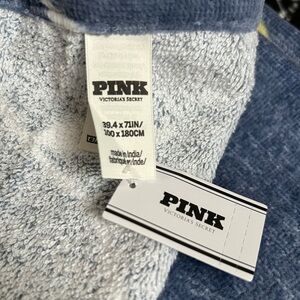 PINK
VICTORIA'S SECRET
39.4 x 71IN/
100 x 180CM
made in India/
fabriqué en Inde/
PINK
VICTORIA'S SECRET